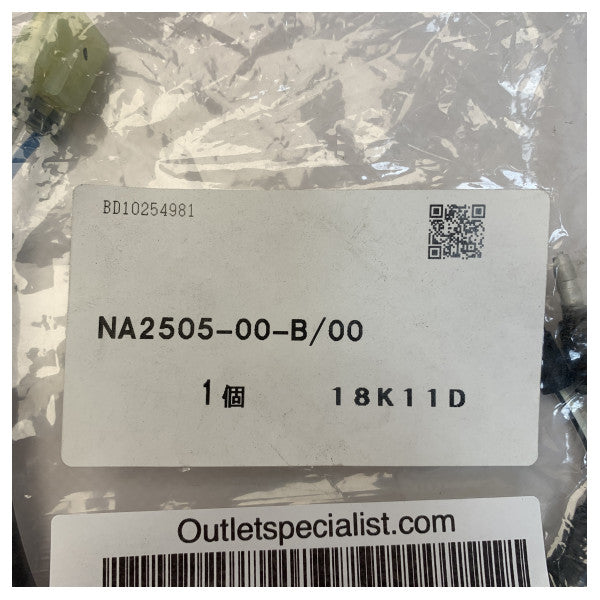 BD10254981
NA2505-00-B/00
1個 18K11D
Outletspecialist.com